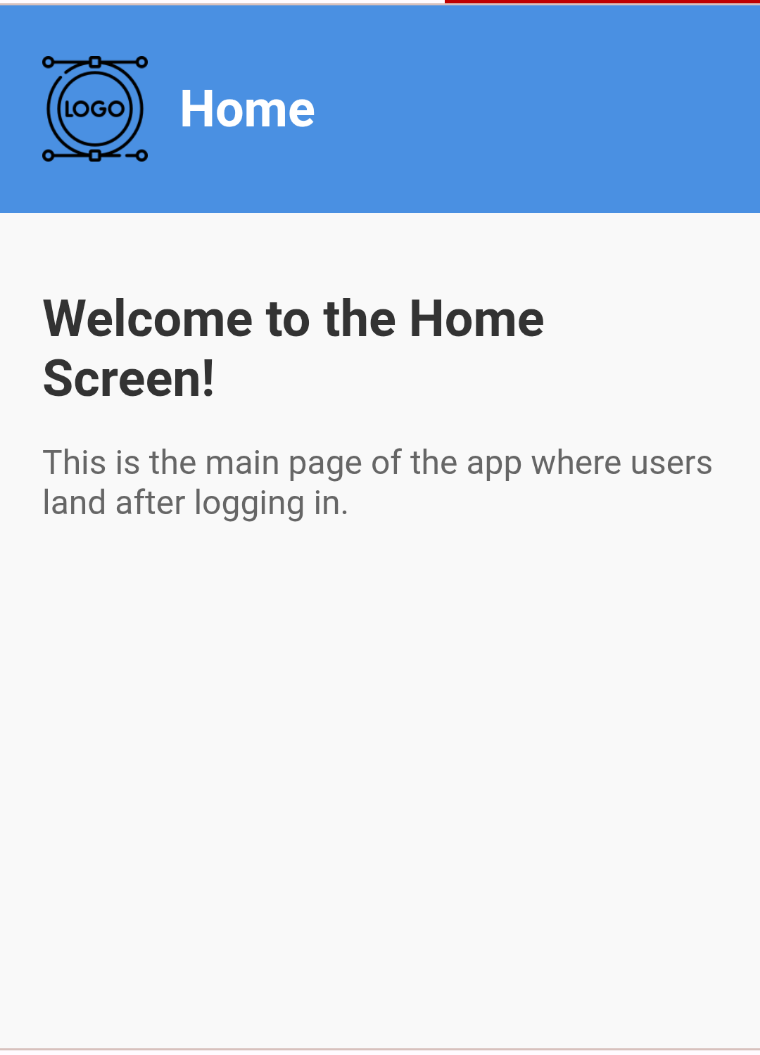 LOGO
Home
Welcome to the Home
Screen!
This is the main page of the app where users
land after logging in.